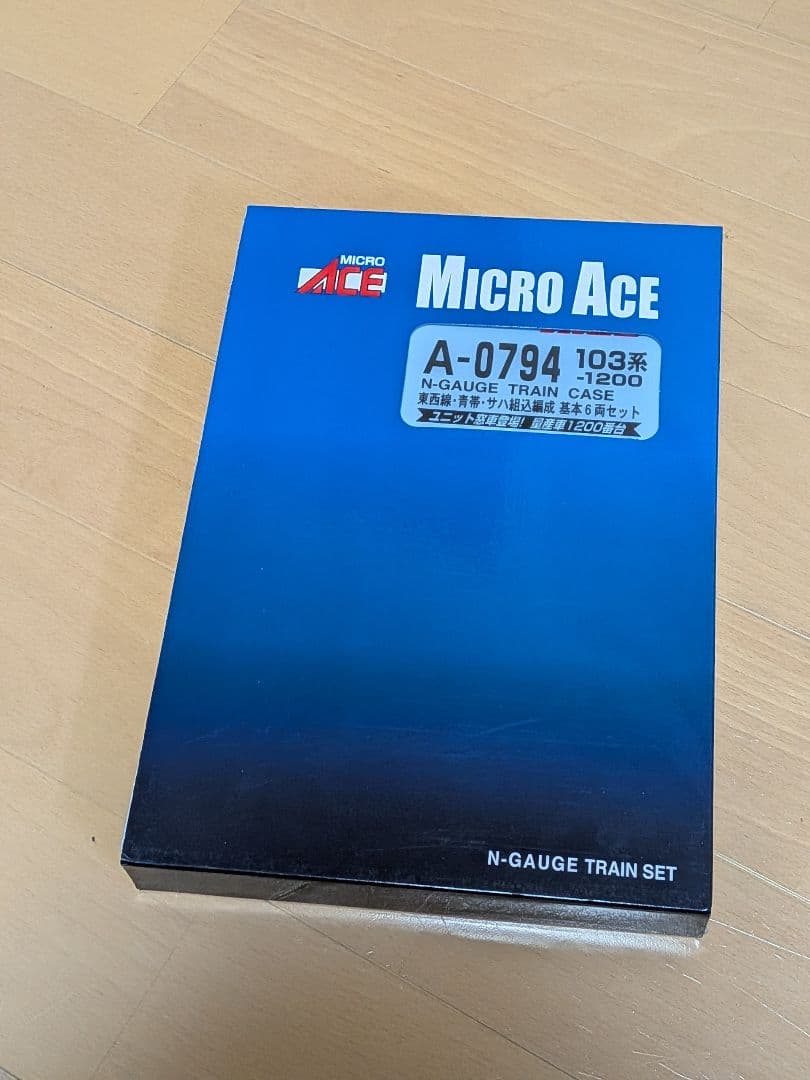 MICRO ACE
MICRO ACE
A-0794 103系-1200
N-GAUGE TRAIN CASE
東西線・青帯・サハ組込編成 基本6両セット
ユニット窓車登場! 量産車1200番台
N-GAUGE TRAIN SET